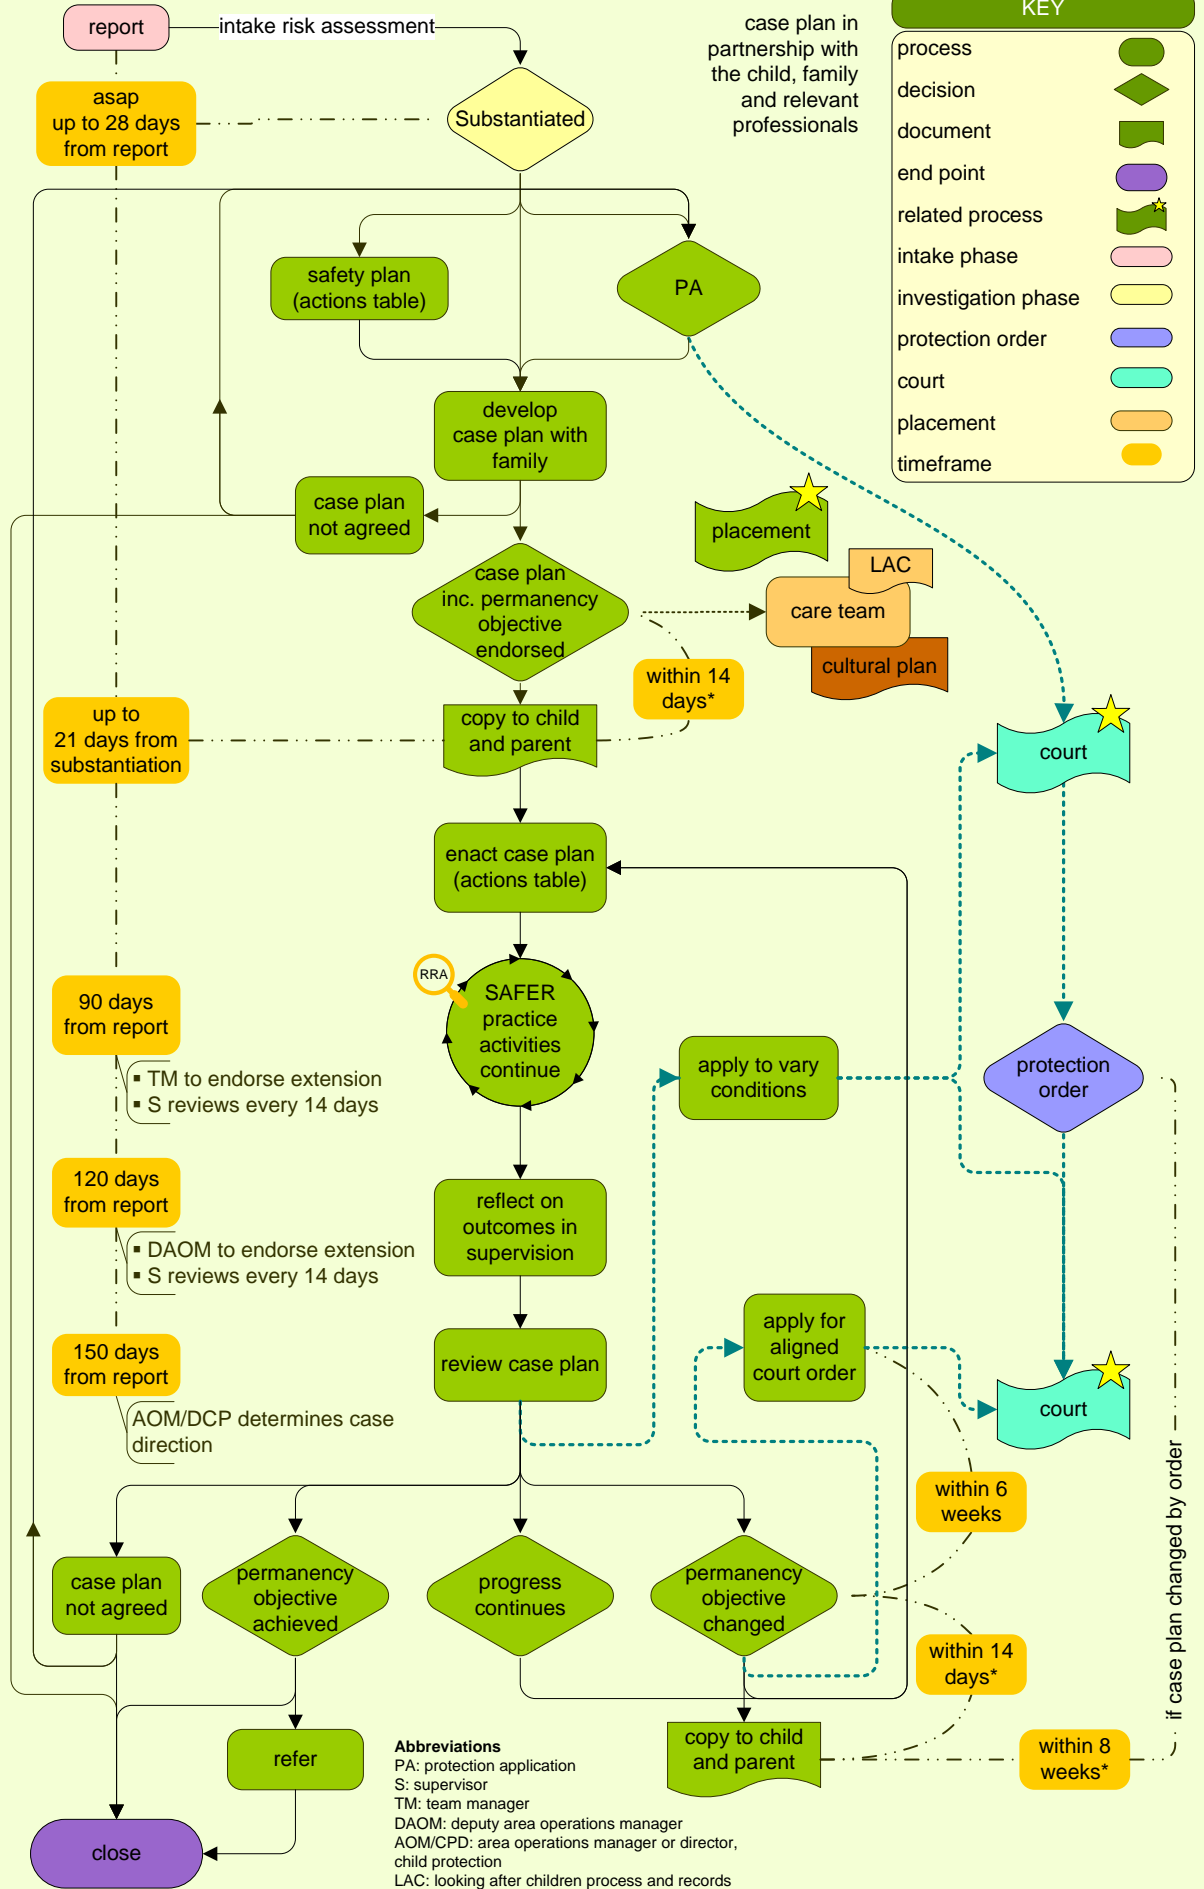 report
intake risk assessment
case plan in
partnership with
the child, family
and relevant
professionals
KEY
process
decision
document
end point
related process
intake phase
investigation phase
protection order
court
placement
timeframe
asap
up to 28 days
from report
Substantiated
safety plan
(actions table)
PA
develop
case plan with
family
case plan
not agreed
placement
LAC
care team
cultural plan
case plan
inc. permanency
objective
endorsed
within 14
days*
up to
21 days from
substantiation
copy to child
and parent
court
enact case plan
(actions table)
RRA
SAFER
practice
activities
continue
90 days
from report
▪ TM to endorse extension
▪ S reviews every 14 days
apply to vary
conditions
protection
order
120 days
from report
▪ DAOM to endorse extension
▪ S reviews every 14 days
reflect on
outcomes in
supervision
150 days
from report
AOM/DCP determines case
direction
review case plan
apply for
aligned
court order
court
within 6
weeks
if case plan changed by order
case plan
not agreed
permanency
objective
achieved
progress
continues
permanency
objective
changed
within 14
days*
refer
copy to child
and parent
within 8
weeks*
close
Abbreviations
PA: protection application
S: supervisor
TM: team manager
DAOM: deputy area operations manager
AOM/CPD: area operations manager or director,
child protection
LAC: looking after children process and records